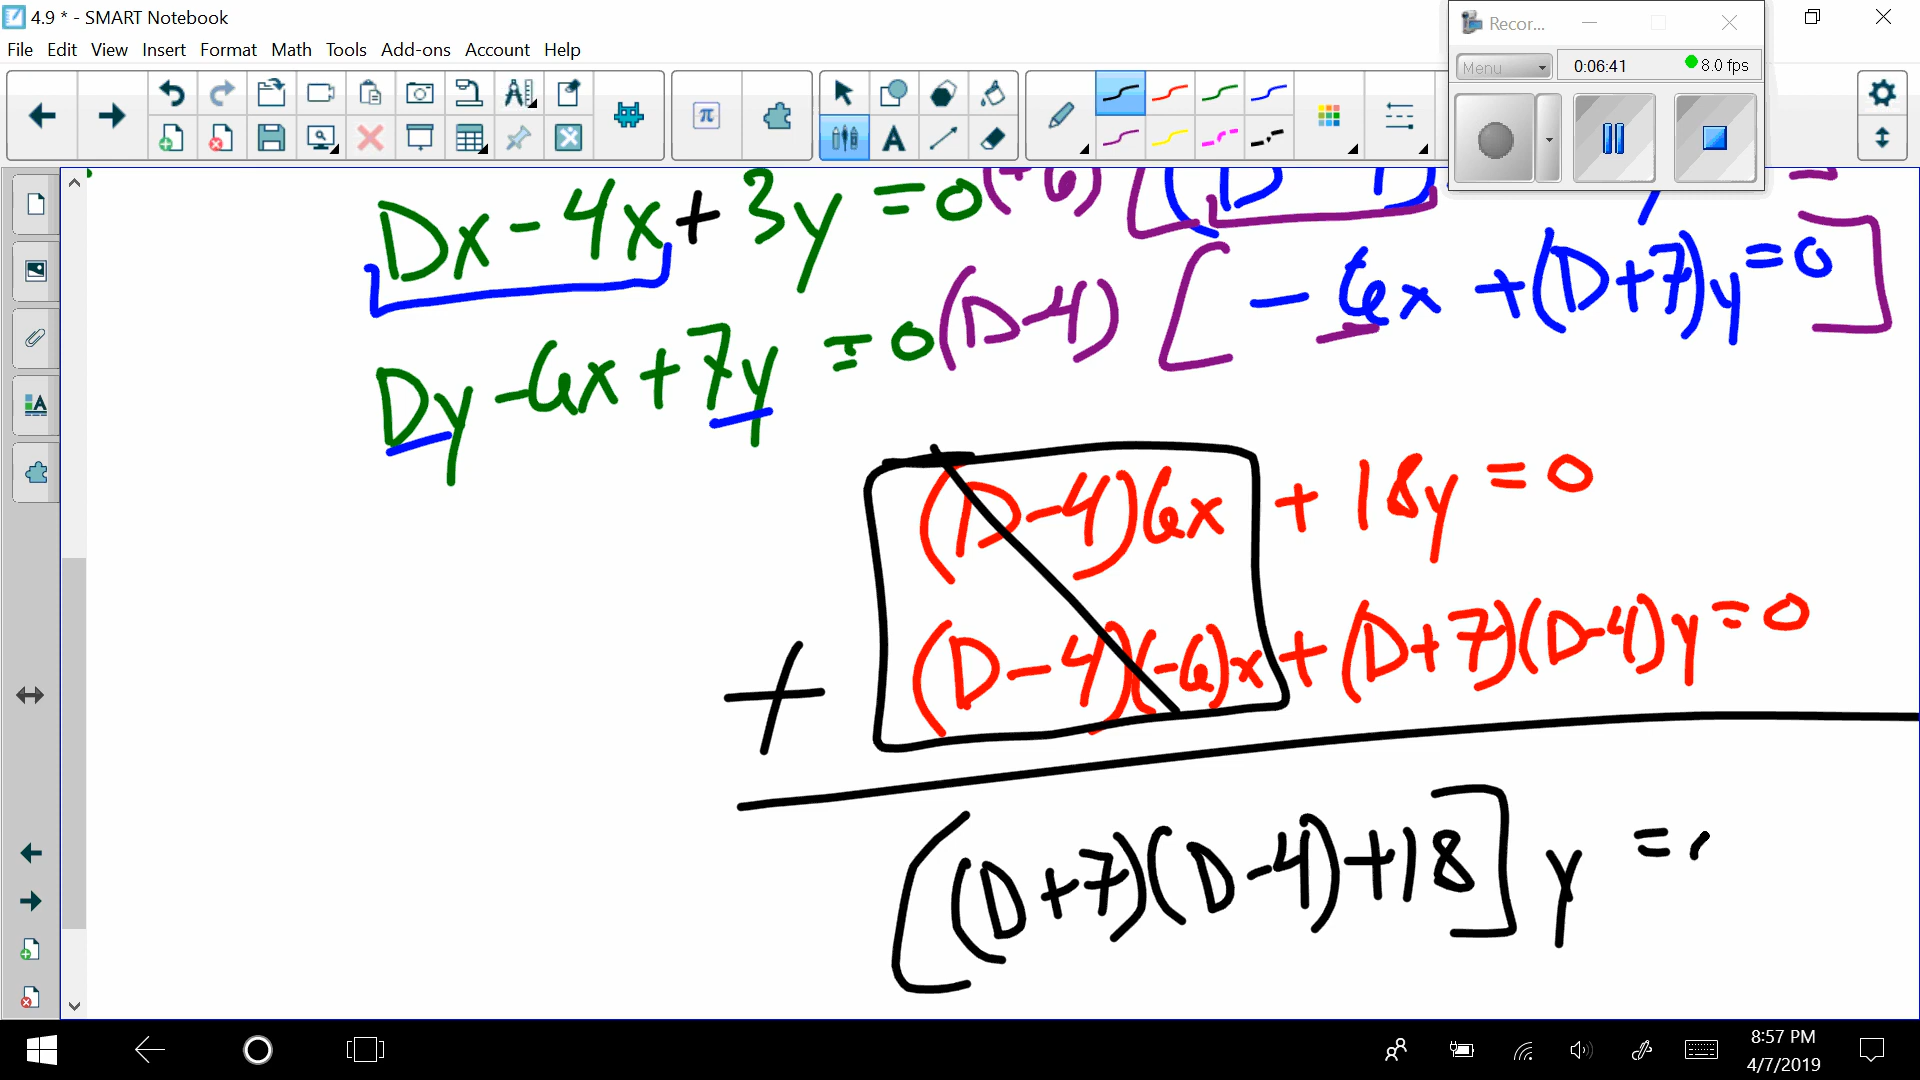 4.9 * - SMART Notebook
File Edit View Insert Format Math Tools Add-ons Account Help
Recor...
Menu 0:06:41 8.0 fps
π
A
Dx - 4x + 3y = 0 (+6) [(D
Dy - 6x + 7y = 0 (D-4) [ - 6x + (D+7)y = 0 ]
(D-4)6x + 18y = 0
+ (D-4)(-6)x + (D+7)(D-4)y = 0
[(D+7)(D-4)+18] y =
8:57 PM
4/7/2019